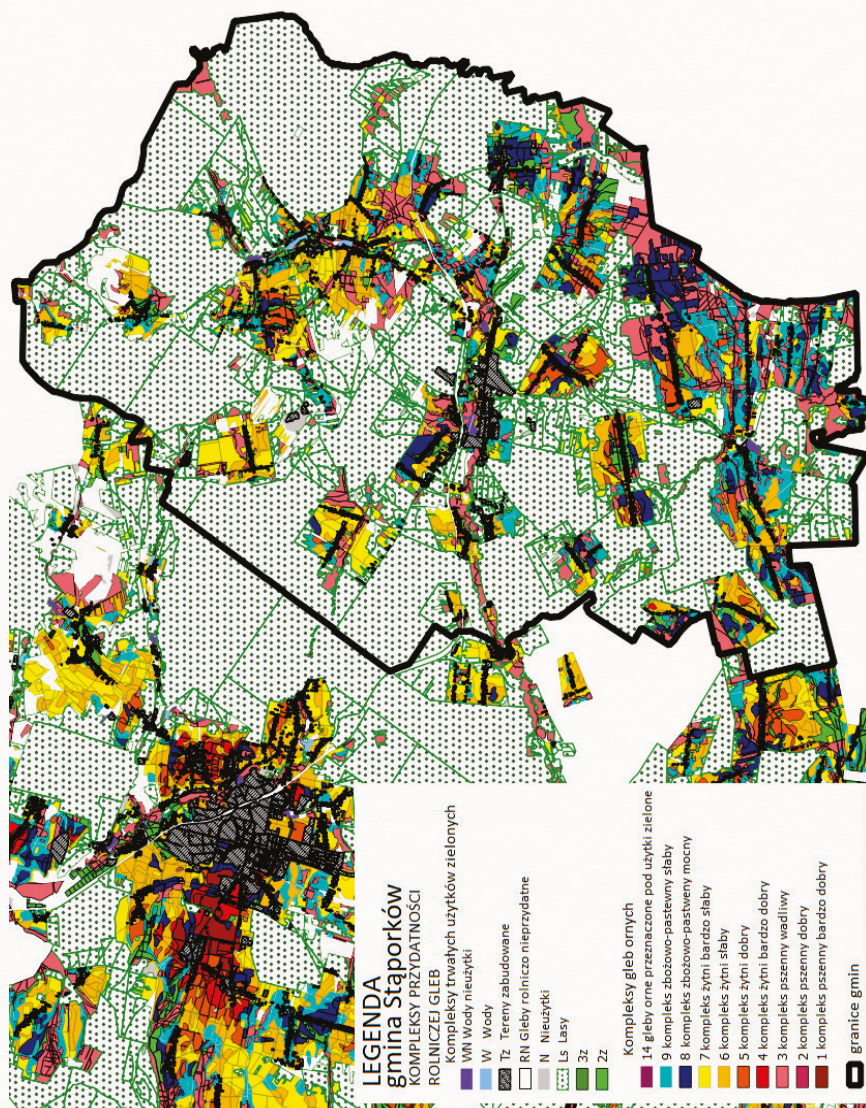 LEGENDA
gmina Stąporków
KOMPLEKSY PRZYDATNOŚCI
ROLNICZEJ GLEB
Kompleksy trwałych użytków zielonych
WN Wody nieużytki
W Wody
Tz Tereny zabudowane
RN Gleby rolniczo nieprzydatne
N Nieużytki
Ls Lasy
3z
2z
Kompleksy gleb ornych
14 gleby orne przeznaczone pod użytki zielone
9 kompleks zbożowo-pastewny słaby
8 kompleks zbożowo-pastweny mocny
7 kompleks żytni bardzo słaby
6 kompleks żytni słaby
5 kompleks żytni dobry
4 kompleks żytni bardzo dobry
3 kompleks pszenny wadliwy
2 kompleks pszenny dobry
1 kompleks pszenny bardzo dobry
granice gmin